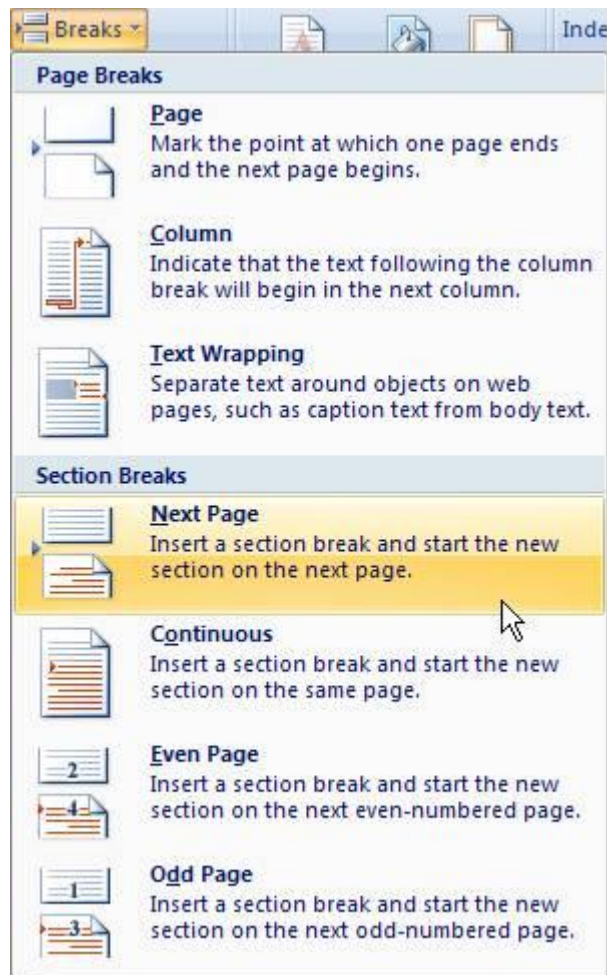 Breaks
Inde
Page Breaks
Page
Mark the point at which one page ends
and the next page begins.
Column
Indicate that the text following the column
break will begin in the next column.
Text Wrapping
Separate text around objects on web
pages, such as caption text from body text.
Section Breaks
Next Page
Insert a section break and start the new
section on the next page.
Continuous
Insert a section break and start the new
section on the same page.
2
4
Even Page
Insert a section break and start the new
section on the next even-numbered page.
1
3
Odd Page
Insert a section break and start the new
section on the next odd-numbered page.